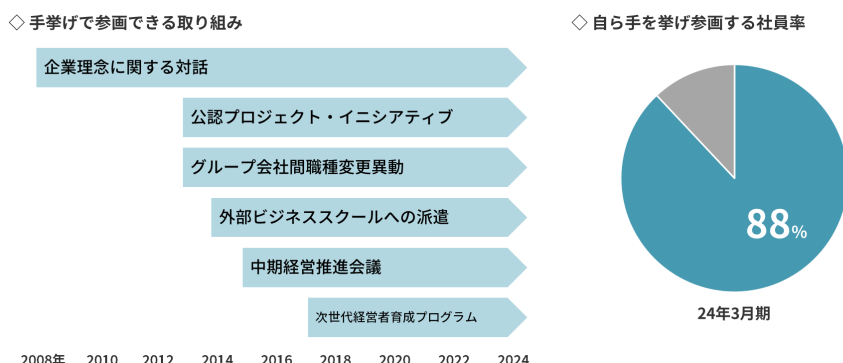 ◇ 手挙げで参画できる取り組み
◇ 自ら手を挙げ参画する社員率
企業理念に関する対話
公認プロジェクト・イニシアティブ
グループ会社間職種変更異動
外部ビジネススクールへの派遣
中期経営推進会議
次世代経営者育成プログラム
2008年 2010 2012 2014 2016 2018 2020 2022 2024
88%
24年3月期